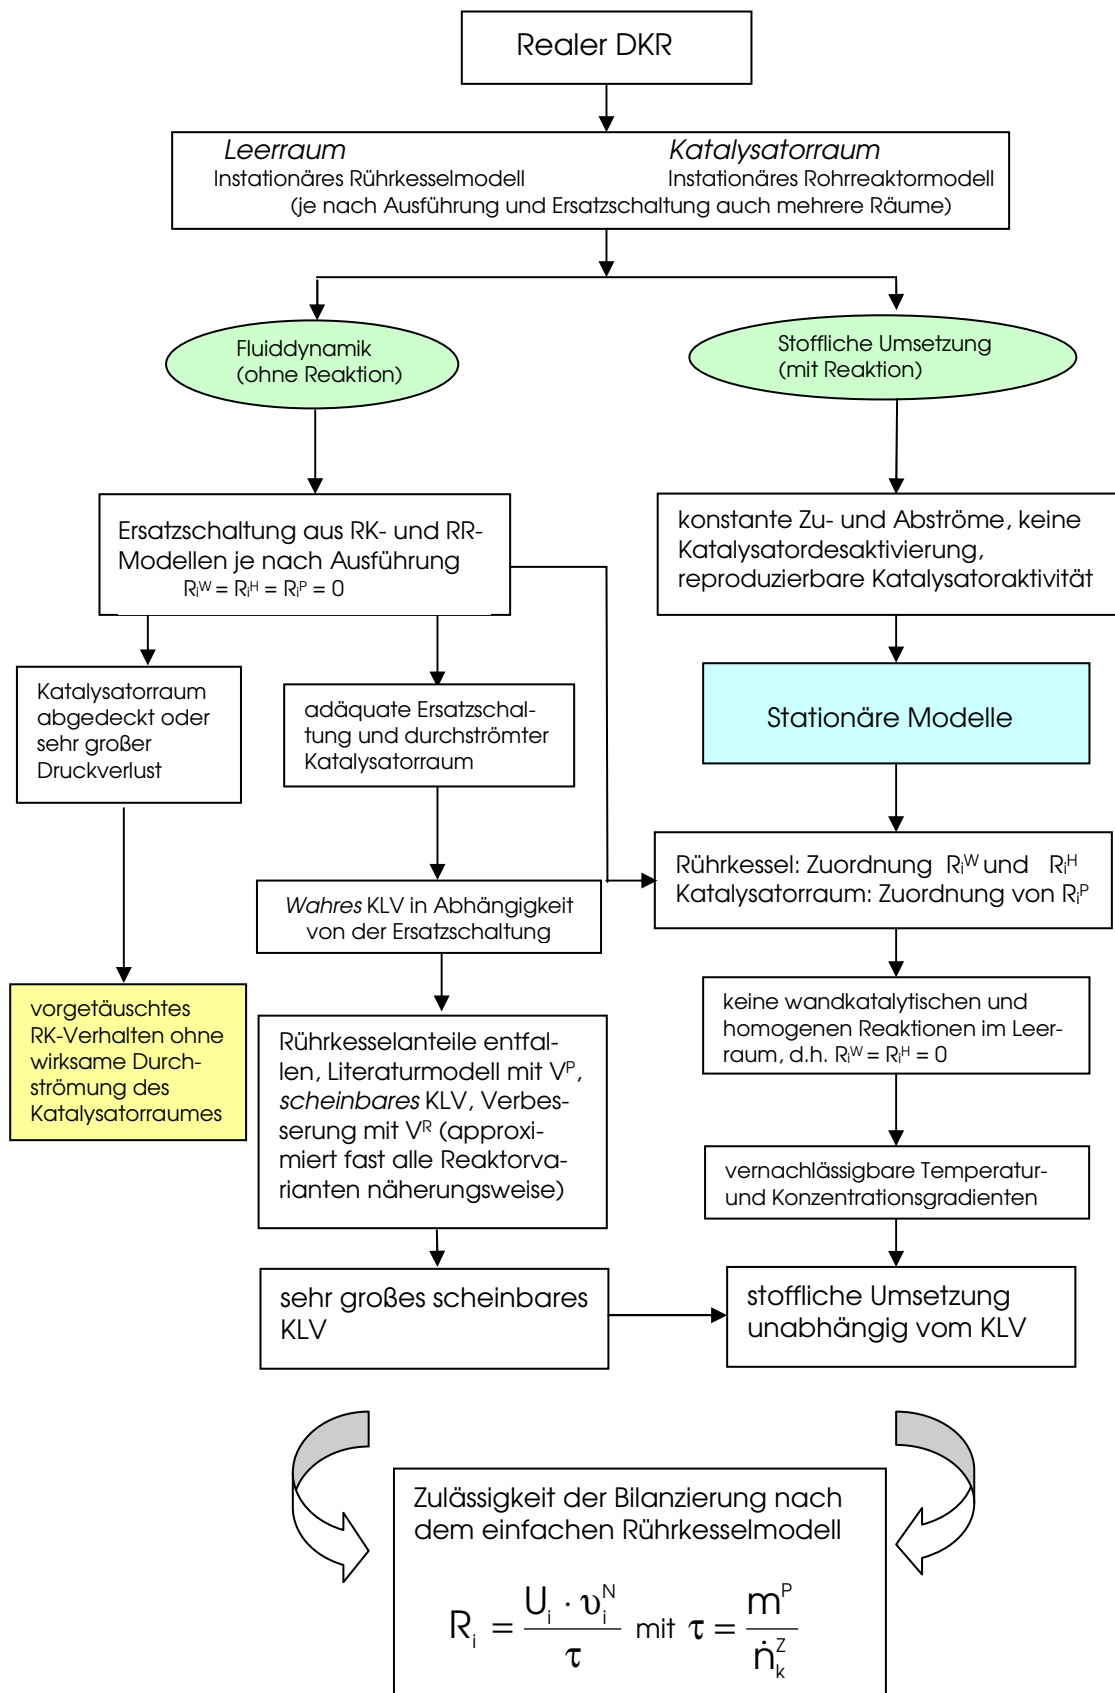 Realer DKR
Leerraum
Katalysatorraum
Instationäres Rührkesselmodell
Instationäres Rohrreaktormodell
(je nach Ausführung und Ersatzschaltung auch mehrere Räume)
Fluiddynamik
(ohne Reaktion)
Stoffliche Umsetzung
(mit Reaktion)
Ersatzschaltung aus RK- und RR-
Modellen je nach Ausführung
Rᵢᵂ = Rᵢᴴ = Rᵢᴾ = 0
konstante Zu- und Abströme, keine
Katalysatordesaktivierung,
reproduzierbare Katalysatoraktivität
Katalysatorraum
abgedeckt oder
sehr großer
Druckverlust
adäquate Ersatzschal-
tung und durchströmter
Katalysatorraum
Stationäre Modelle
Wahres KLV in Abhängigkeit
von der Ersatzschaltung
Rührkessel: Zuordnung Rᵢᵂ und Rᵢᴴ
Katalysatorraum: Zuordnung von Rᵢᴾ
vorgetäuschtes
RK-Verhalten ohne
wirksame Durch-
strömung des
Katalysatorraumes
Rührkesselanteile entfal-
len, Literaturmodell mit Vᴾ,
scheinbares KLV, Verbes-
serung mit Vᴿ (approxi-
miert fast alle Reaktorva-
rianten näherungsweise)
keine wandkatalytischen und
homogenen Reaktionen im Leer-
raum, d.h. Rᵢᵂ = Rᵢᴴ = 0
vernachlässigbare Temperatur-
und Konzentrationsgradienten
sehr großes scheinbares
KLV
stoffliche Umsetzung
unabhängig vom KLV
Zulässigkeit der Bilanzierung nach
dem einfachen Rührkesselmodell
R_i = (U_i · υ_i^N) / τ mit τ = m^P / ṅ_k^Z